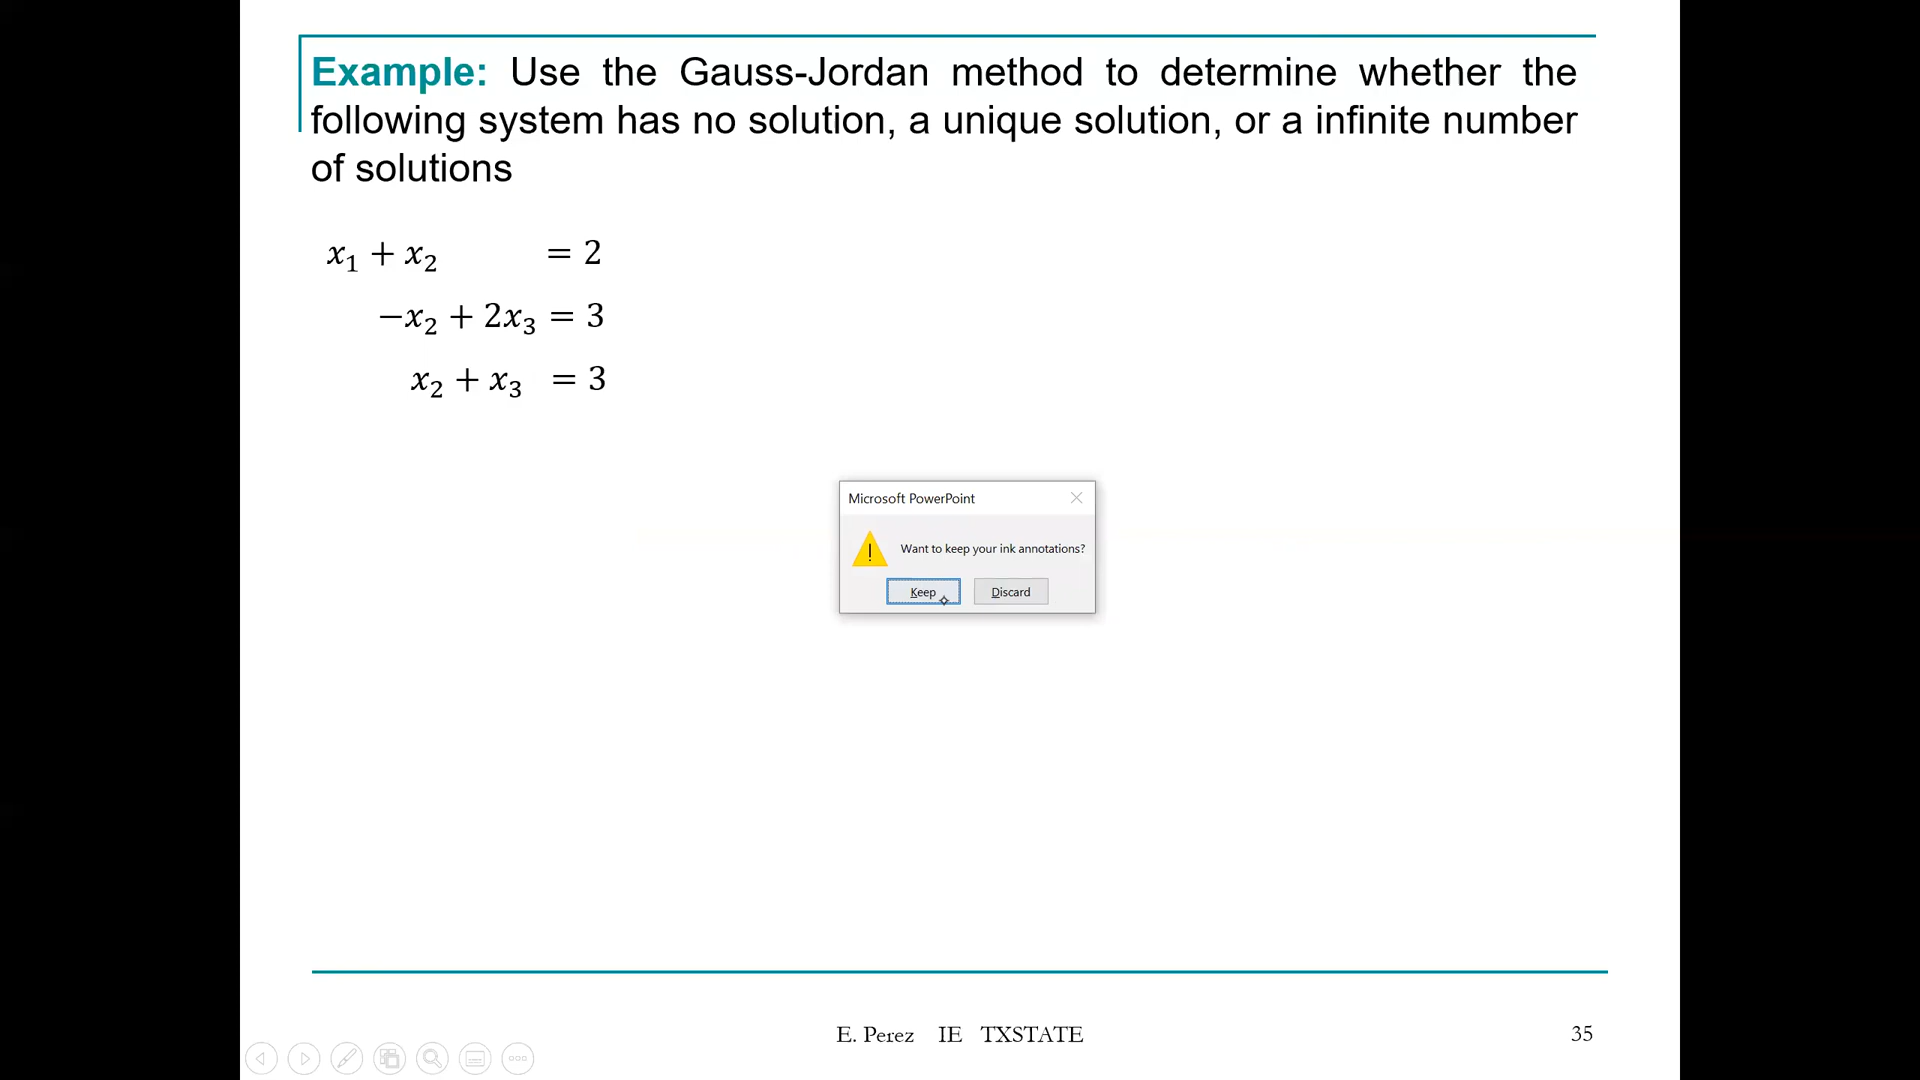 Example: Use the Gauss-Jordan method to determine whether the
following system has no solution, a unique solution, or a infinite number
of solutions
x₁ + x₂ = 2
−x₂ + 2x₃ = 3
x₂ + x₃ = 3
Microsoft PowerPoint
Want to keep your ink annotations?
Keep Discard
E. Perez IE TXSTATE 35